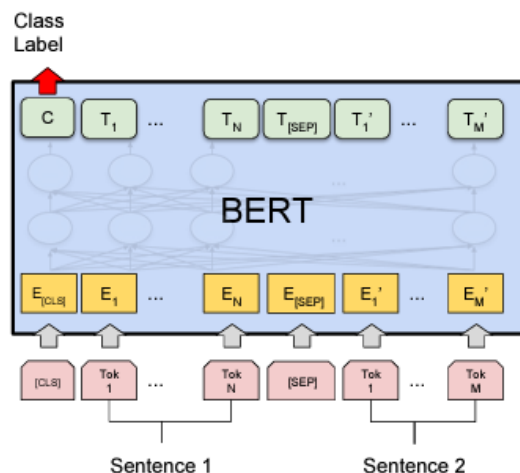 Class
Label
C T1 ... TN T[SEP] T1' ... TM'
...
BERT
...
E[CLS] E1 ... EN E[SEP] E1' ... EM'
[CLS] Tok 1 ... Tok N [SEP] Tok 1 ... Tok M
Sentence 1 Sentence 2